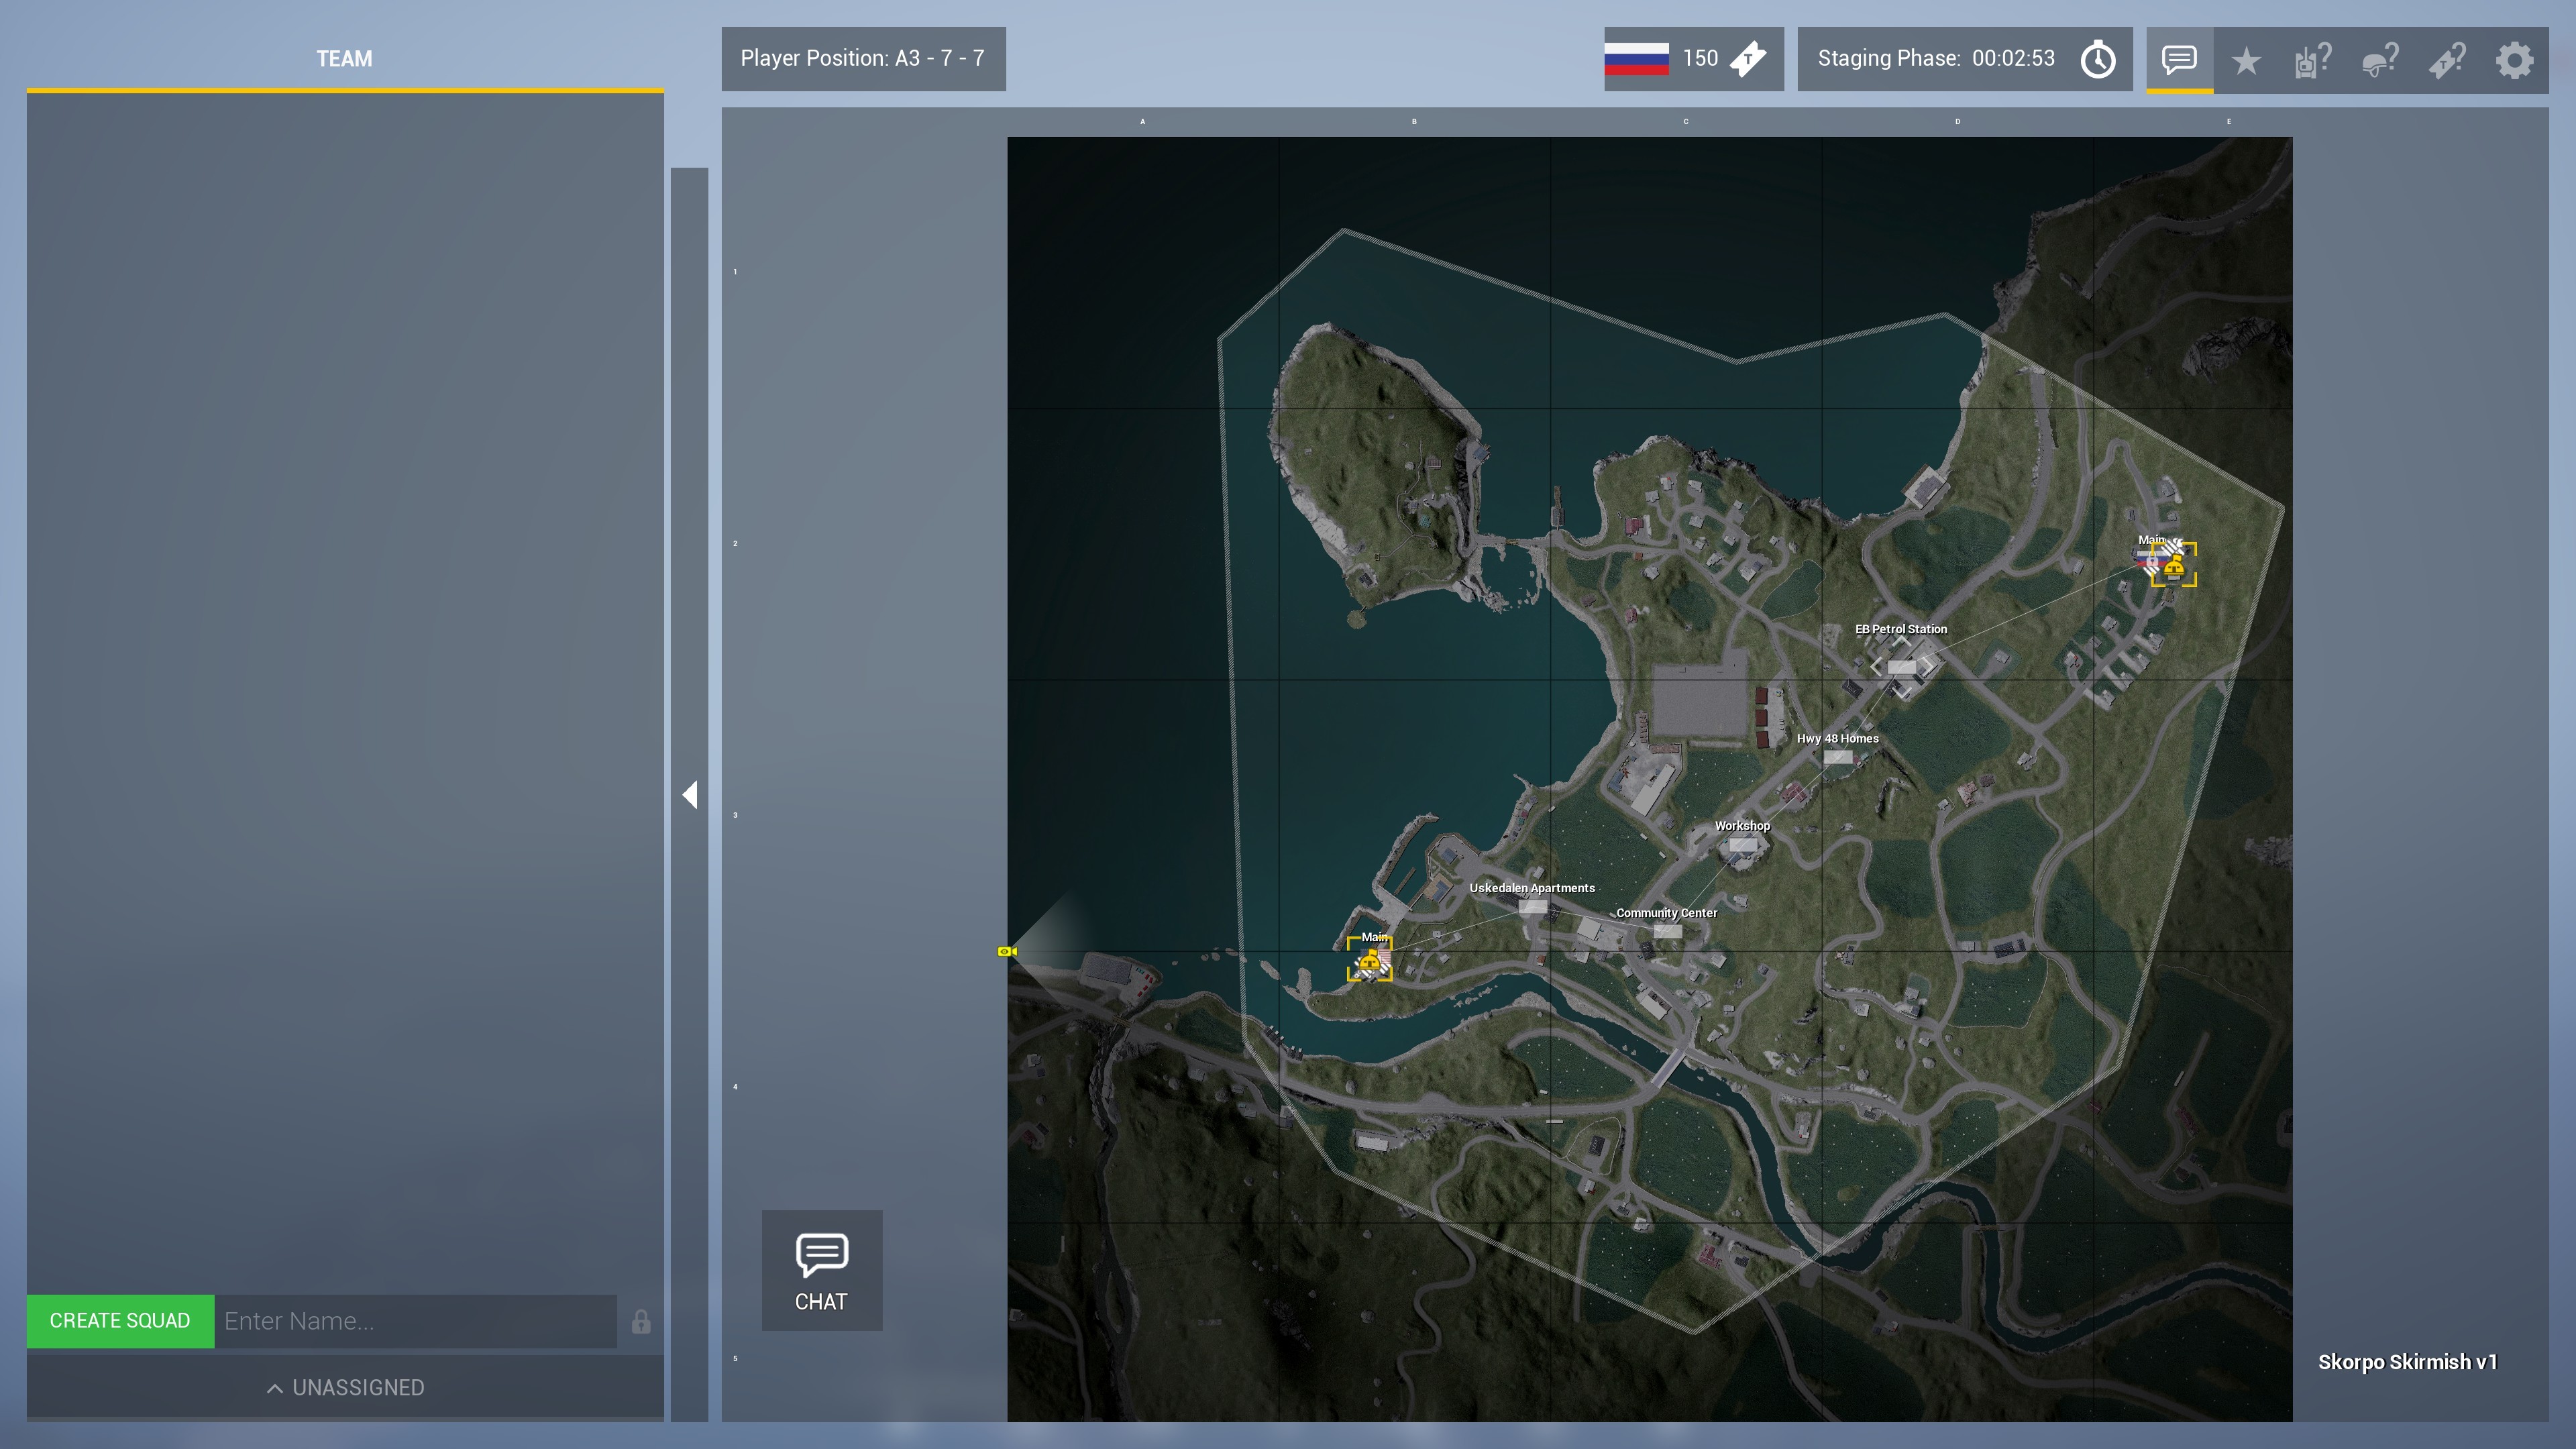 TEAM
Player Position: A3 - 7 - 7
150
T
Staging Phase: 00:02:53
? ? T ?
A B C D E
1
2
3
4
5
Main
EB Petrol Station
Hwy 48 Homes
Workshop
Uskedalen Apartments
Community Center
Main
CHAT
CREATE SQUAD
Enter Name...
UNASSIGNED
Skorpo Skirmish v1